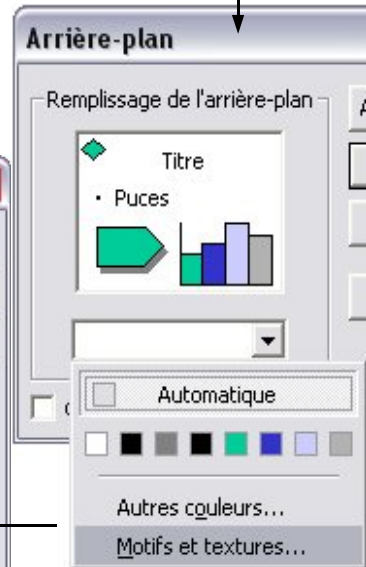 Arrière-plan
Remplissage de l'arrière-plan
Titre
• Puces
Automatique
Autres couleurs...
Motifs et textures...